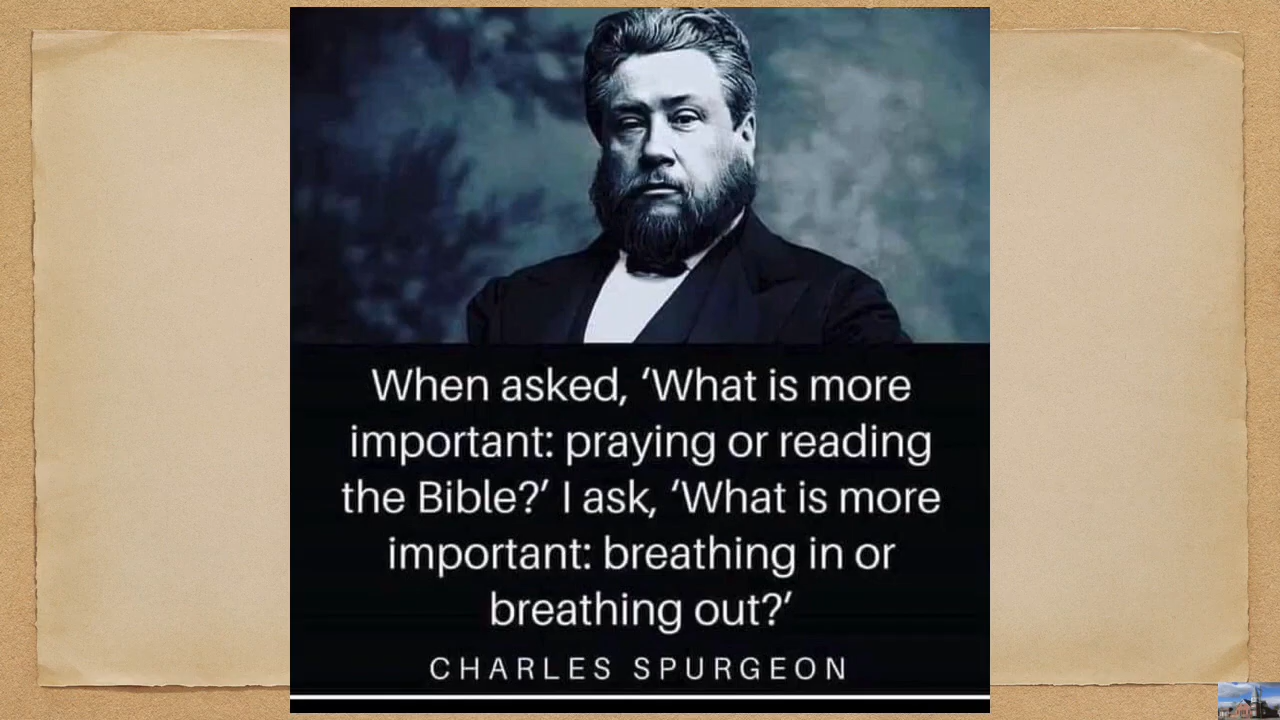 When asked, ‘What is more
important: praying or reading
the Bible?’ I ask, ‘What is more
important: breathing in or
breathing out?’
CHARLES SPURGEON